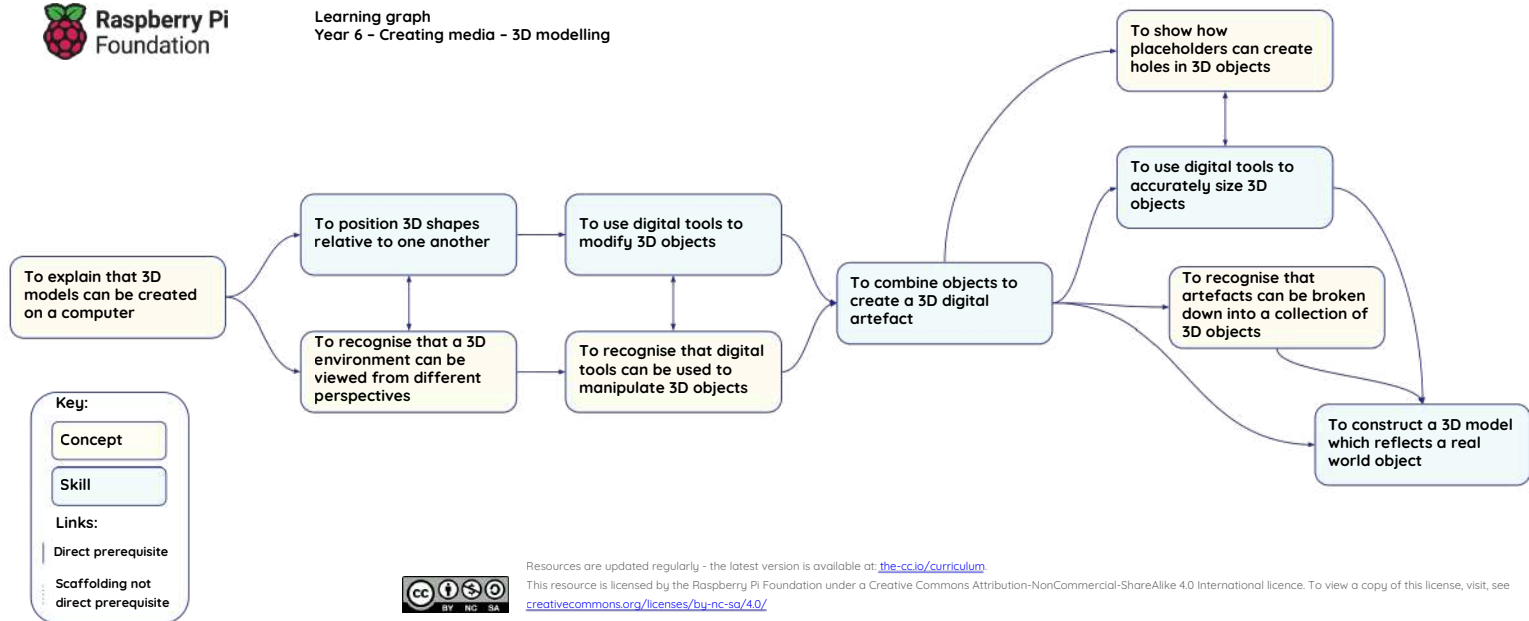 Raspberry Pi
Foundation
Learning graph
Year 6 – Creating media – 3D modelling
To explain that 3D
models can be created
on a computer
To position 3D shapes
relative to one another
To recognise that a 3D
environment can be
viewed from different
perspectives
To use digital tools to
modify 3D objects
To recognise that digital
tools can be used to
manipulate 3D objects
To combine objects to
create a 3D digital
artefact
To show how
placeholders can create
holes in 3D objects
To use digital tools to
accurately size 3D
objects
To recognise that
artefacts can be broken
down into a collection of
3D objects
To construct a 3D model
which reflects a real
world object
Key:
Concept
Skill
Links:
Direct prerequisite
Scaffolding not
direct prerequisite
cc
BY NC SA
Resources are updated regularly - the latest version is available at: the-cc.io/curriculum.
This resource is licensed by the Raspberry Pi Foundation under a Creative Commons Attribution-NonCommercial-ShareAlike 4.0 International licence. To view a copy of this license, visit, see
creativecommons.org/licenses/by-nc-sa/4.0/